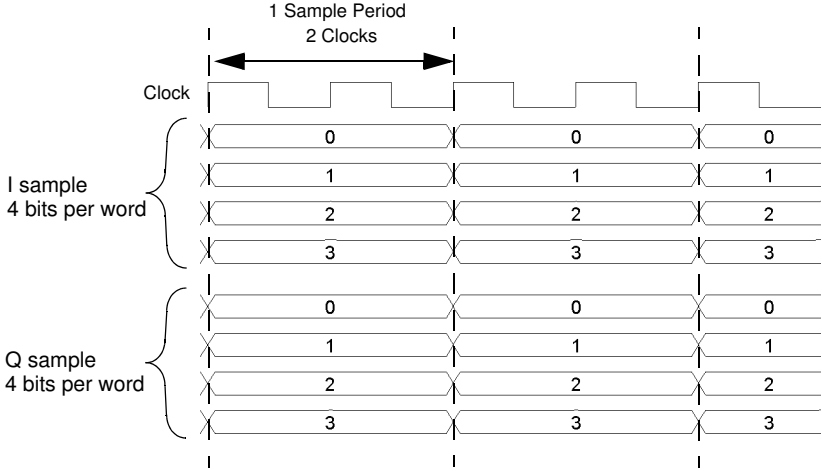 1 Sample Period
2 Clocks
Clock
0 0 0
1 1 1
I sample
4 bits per word
2 2 2
3 3 3
0 0 0
1 1 1
Q sample
4 bits per word
2 2 2
3 3 3